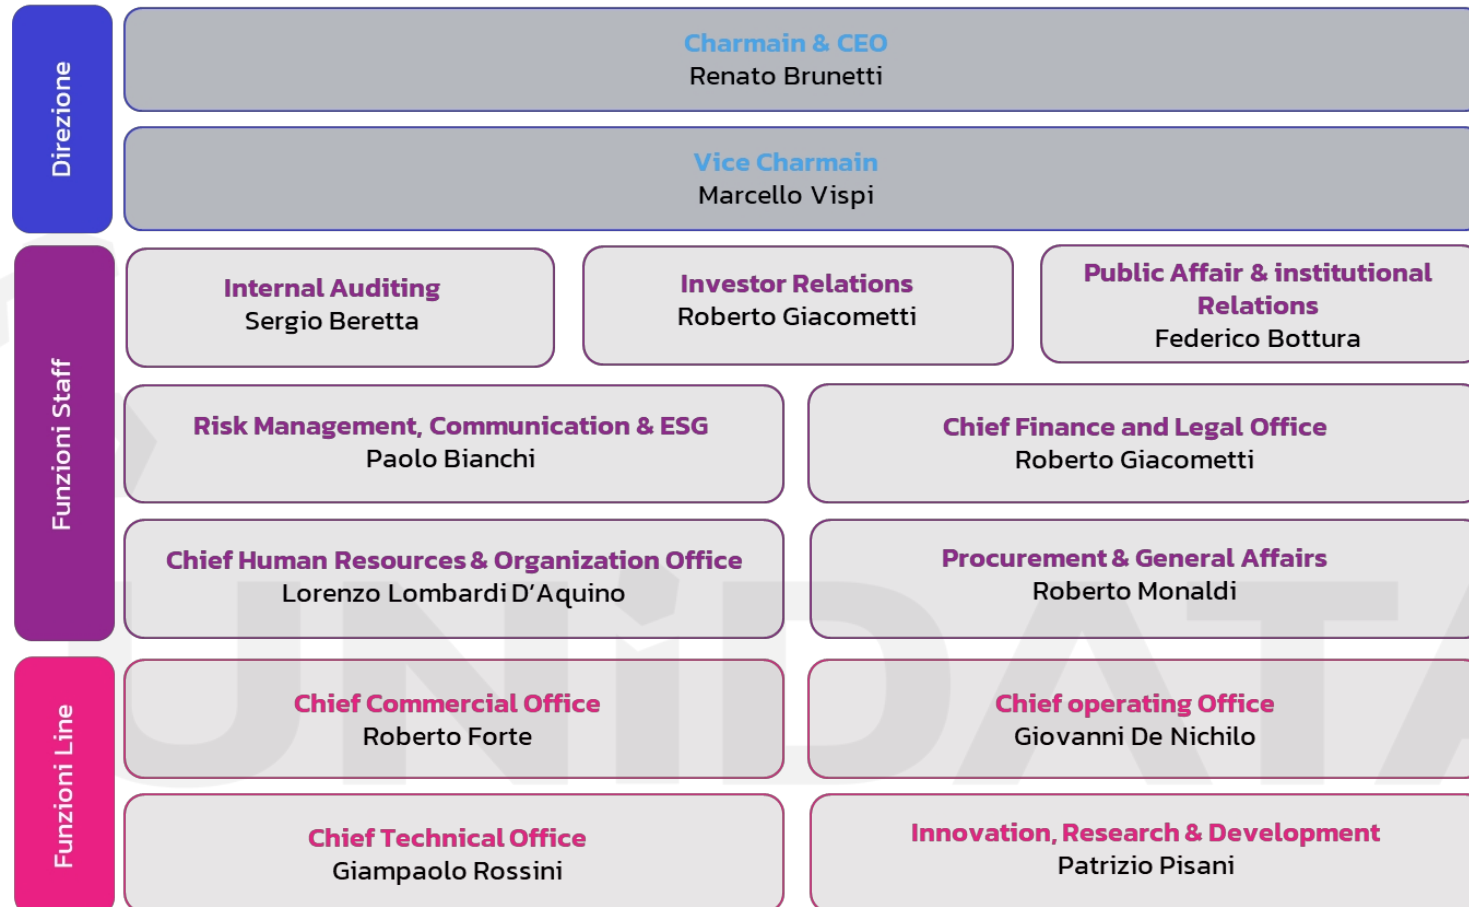 Direzione
Charmain & CEO
Renato Brunetti
Vice Charmain
Marcello Vispi
Funzioni Staff
Internal Auditing
Sergio Beretta
Investor Relations
Roberto Giacometti
Public Affair & institutional
Relations
Federico Bottura
Risk Management, Communication & ESG
Paolo Bianchi
Chief Finance and Legal Office
Roberto Giacometti
Chief Human Resources & Organization Office
Lorenzo Lombardi D’Aquino
Procurement & General Affairs
Roberto Monaldi
Funzioni Line
Chief Commercial Office
Roberto Forte
Chief operating Office
Giovanni De Nichilo
Chief Technical Office
Giampaolo Rossini
Innovation, Research & Development
Patrizio Pisani
UNiDATA